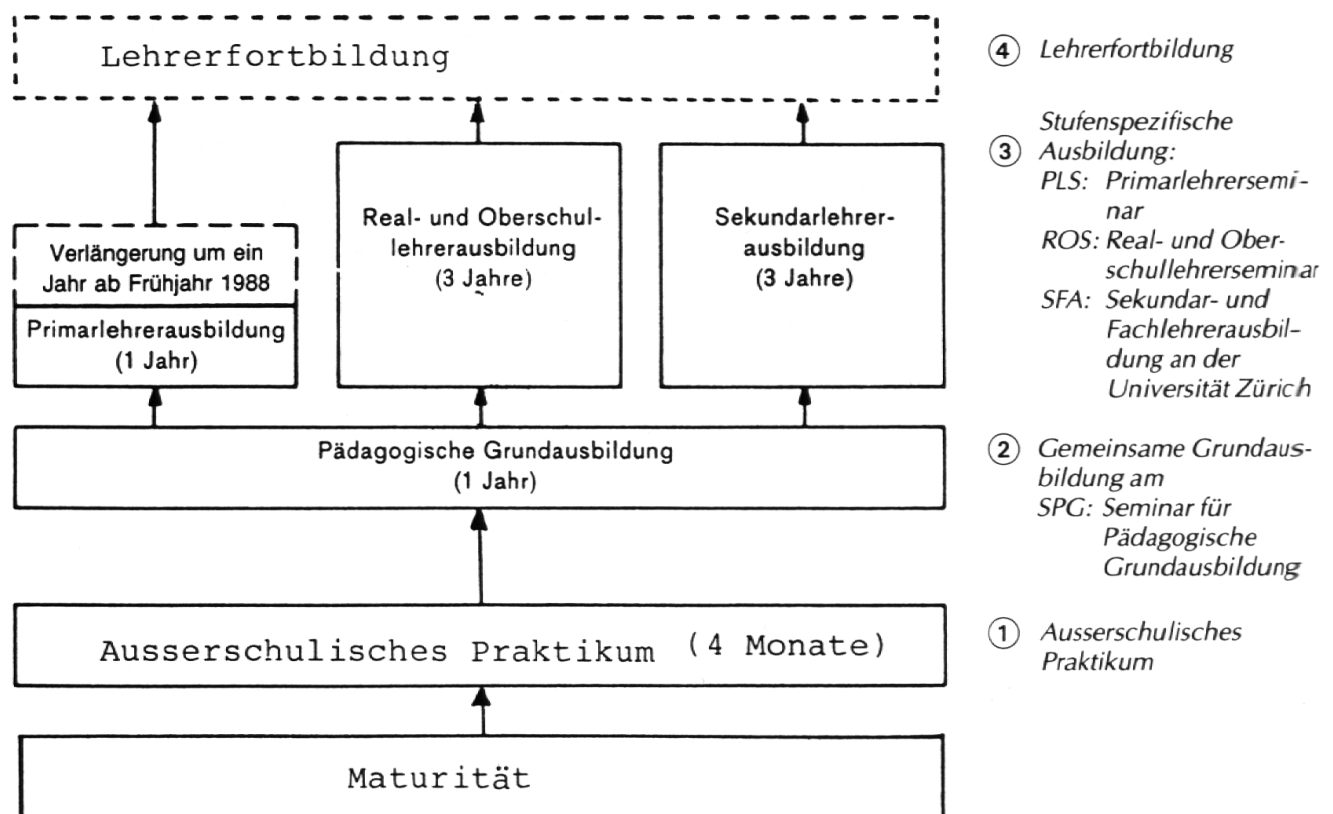 Lehrerfortbildung
Verlängerung um ein
Jahr ab Frühjahr 1988
Primarlehrerausbildung
(1 Jahr)
Real- und Oberschul-
lehrerausbildung
(3 Jahre)
Sekundarlehrer-
ausbildung
(3 Jahre)
Pädagogische Grundausbildung
(1 Jahr)
Ausserschulisches Praktikum (4 Monate)
Maturität
④ Lehrerfortbildung
Stufenspezifische
③ Ausbildung:
PLS: Primarlehrersemi-
nar
ROS: Real- und Ober-
schullehrerseminar
SFA: Sekundar- und
Fachlehrerausbil-
dung an der
Universität Zürich
② Gemeinsame Grundaus-
bildung am
SPG: Seminar für
Pädagogische
Grundausbildung
① Ausserschulisches
Praktikum